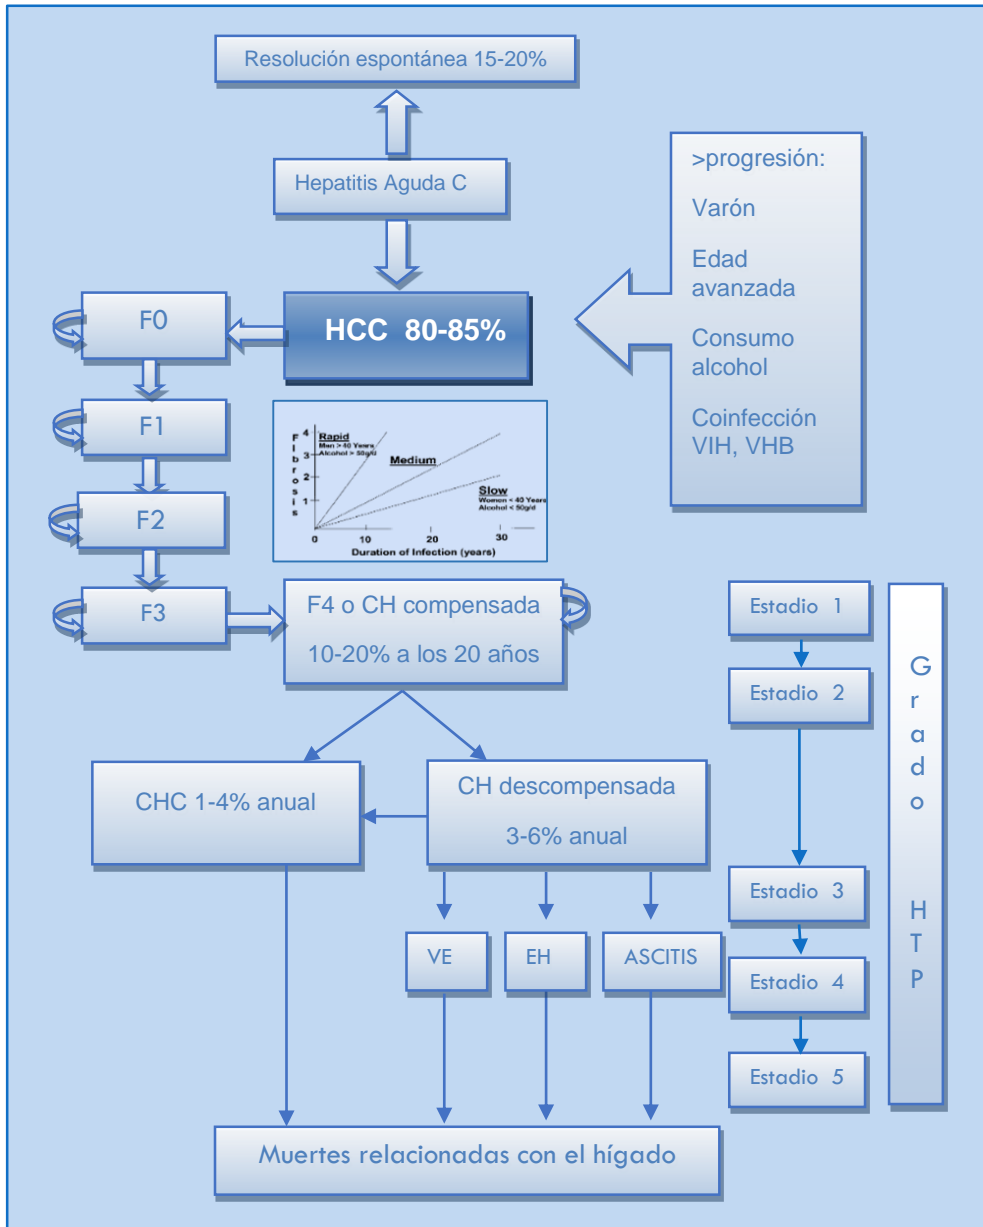 Resolución espontánea 15-20%
Hepatitis Aguda C
>progresión:
Varón
Edad
avanzada
Consumo
alcohol
Coinfección
VIH, VHB
HCC 80-85%
F0
F1
F2
F3
Fibrosis
4
3
2
1
Rapid
Men > 40 Years
Alcohol > 50g/d
Medium
Slow
Women < 40 Years
Alcohol < 50g/d
0 10 20 30
Duration of Infection (years)
F4 o CH compensada
10-20% a los 20 años
CHC 1-4% anual
CH descompensada
3-6% anual
VE
EH
ASCITIS
Muertes relacionadas con el hígado
Estadio 1
Estadio 2
Estadio 3
Estadio 4
Estadio 5
Grado HTP